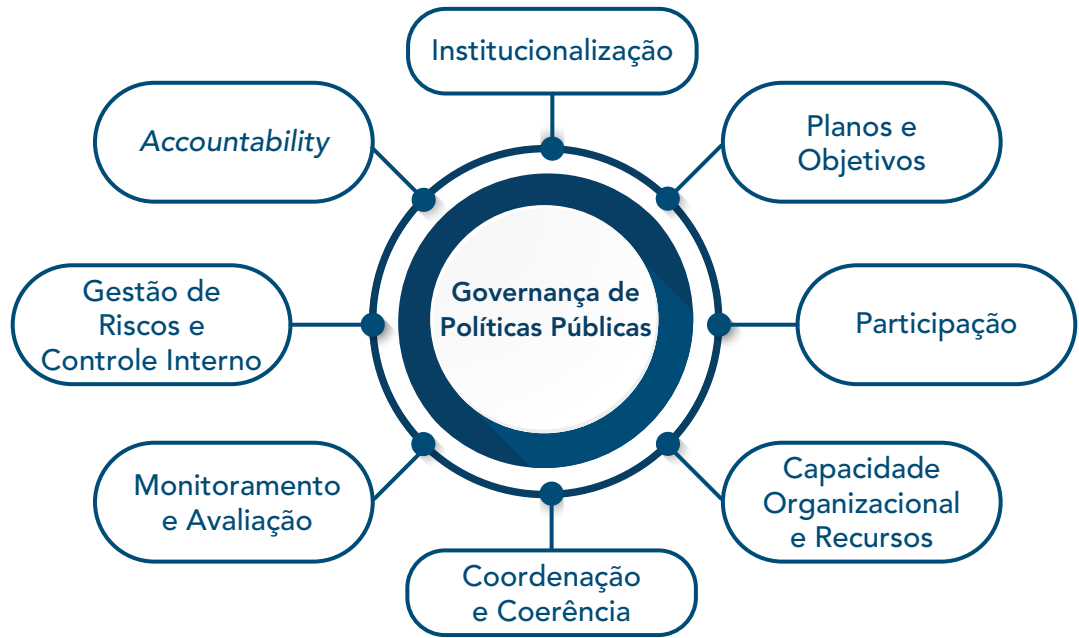 Institucionalização
Planos e
Objetivos
Participação
Capacidade
Organizacional
e Recursos
Coordenação
e Coerência
Monitoramento
e Avaliação
Gestão de
Riscos e
Controle Interno
Accountability
Governança de
Políticas Públicas